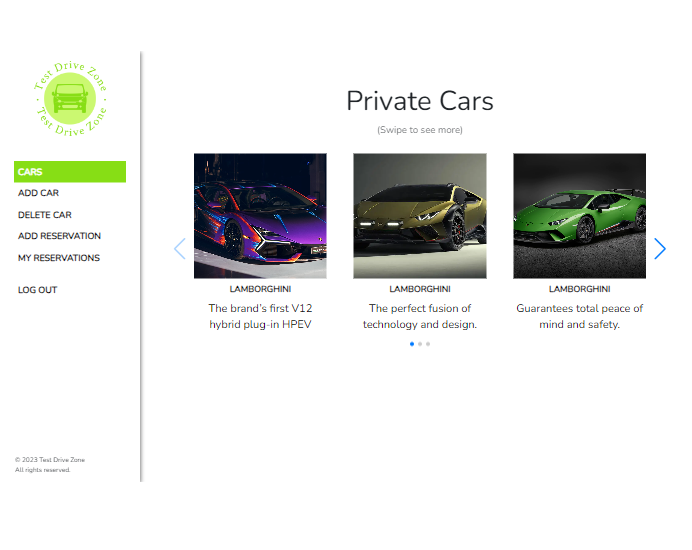 Test Drive Zone
Test Drive Zone
CARS
ADD CAR
DELETE CAR
ADD RESERVATION
MY RESERVATIONS
LOG OUT
© 2023 Test Drive Zone
All rights reserved.
Private Cars
(Swipe to see more)
LAMBORGHINI
The brand's first V12
hybrid plug-in HPEV
LAMBORGHINI
The perfect fusion of
technology and design.
LAMBORGHINI
Guarantees total peace of
mind and safety.